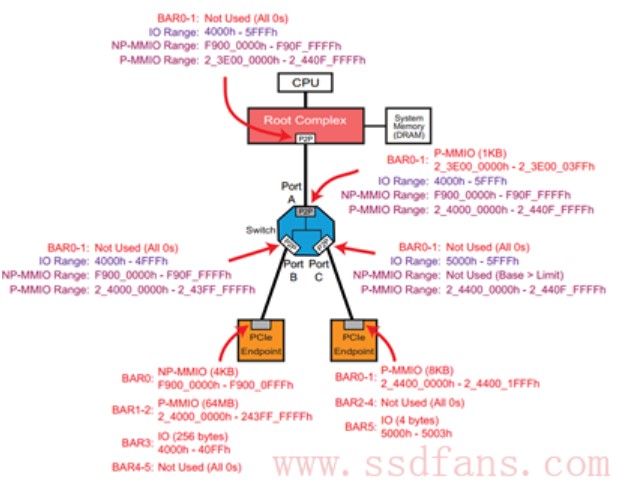 BAR0-1: Not Used (All 0s)
IO Range: 4000h - 5FFFh
NP-MMIO Range: F900_0000h - F90F_FFFFh
P-MMIO Range: 2_3E00_0000h - 2_440F_FFFFh
CPU
Root Complex
P2P
System
Memory
(DRAM)
P-MMIO (1KB)
BAR0-1: 2_3E00_0000h - 2_3E00_03FFh
IO Range: 4000h - 5FFFh
NP-MMIO Range: F900_0000h - F90F_FFFFh
P-MMIO Range: 2_4000_0000h - 2_440F_FFFFh
Port
A
P2P
Switch
P2P
P2P
Port
B
Port
C
BAR0-1: Not Used (All 0s)
IO Range: 4000h - 4FFFh
NP-MMIO Range: F900_0000h - F90F_FFFFh
P-MMIO Range: 2_4000_0000h - 2_43FF_FFFFh
BAR0-1: Not Used (All 0s)
IO Range: 5000h - 5FFFh
NP-MMIO Range: Not Used (Base > Limit)
P-MMIO Range: 2_4400_0000h - 2_440F_FFFFh
PCIe
Endpoint
PCIe
Endpoint
NP-MMIO (4KB)
BAR0: F900_0000h - F900_0FFFh
P-MMIO (64MB)
BAR1-2: 2_4000_0000h - 243FF_FFFFh
IO (256 bytes)
BAR3: 4000h - 40FFh
BAR4-5: Not Used (All 0s)
P-MMIO (8KB)
BAR0-1: 2_4400_0000h - 2_4400_1FFFh
BAR2-4: Not Used (All 0s)
IO (4 bytes)
BAR5: 5000h - 5003h
www.ssdfans.com